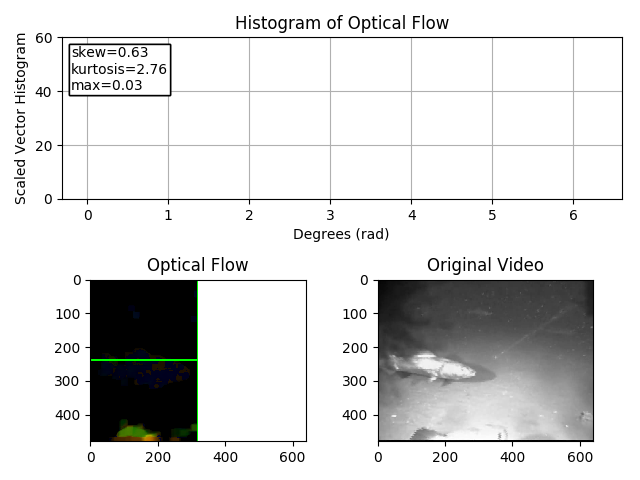 Histogram of Optical Flow
Scaled Vector Histogram
60
40
20
0
skew=0.63
kurtosis=2.76
max=0.03
0 1 2 3 4 5 6
Degrees (rad)
Optical Flow
0
100
200
300
400
0 200 400 600
Original Video
0
100
200
300
400
0 200 400 600